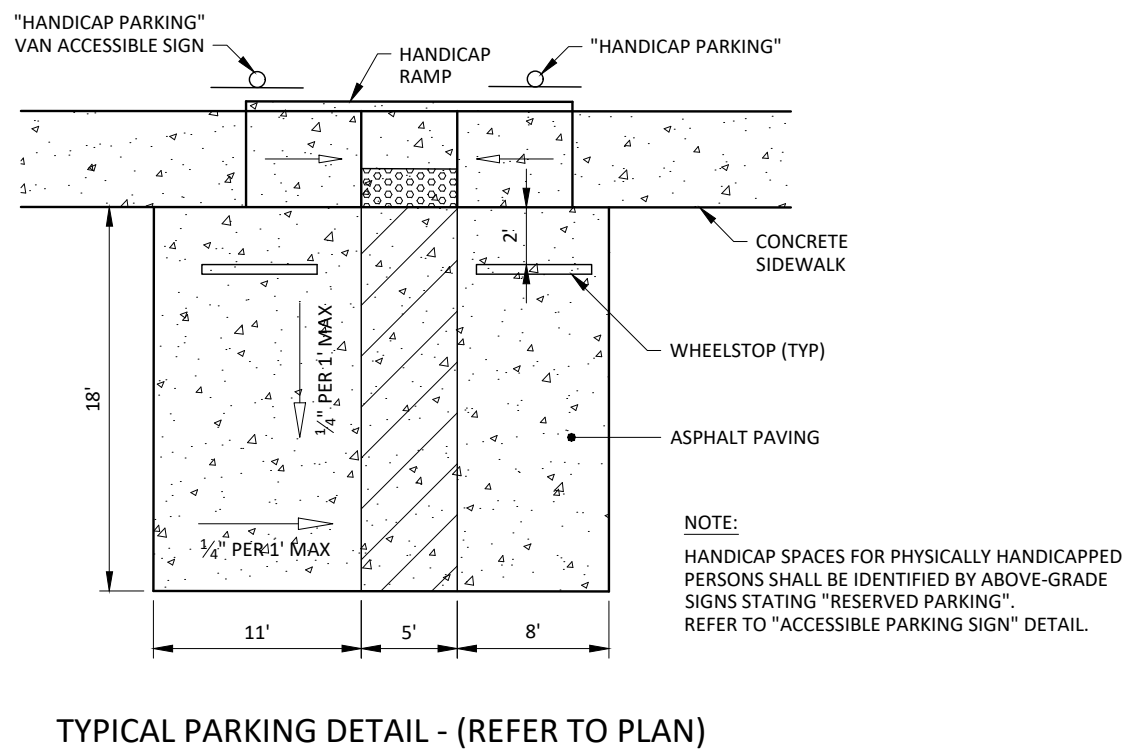 "HANDICAP PARKING"
VAN ACCESSIBLE SIGN
HANDICAP
RAMP
"HANDICAP PARKING"
2'
CONCRETE
SIDEWALK
WHEELSTOP (TYP)
18'
¼" PER 1' MAX
ASPHALT PAVING
¼" PER 1' MAX
NOTE:
HANDICAP SPACES FOR PHYSICALLY HANDICAPPED
PERSONS SHALL BE IDENTIFIED BY ABOVE-GRADE
SIGNS STATING "RESERVED PARKING".
REFER TO "ACCESSIBLE PARKING SIGN" DETAIL.
11'
5'
8'
TYPICAL PARKING DETAIL - (REFER TO PLAN)